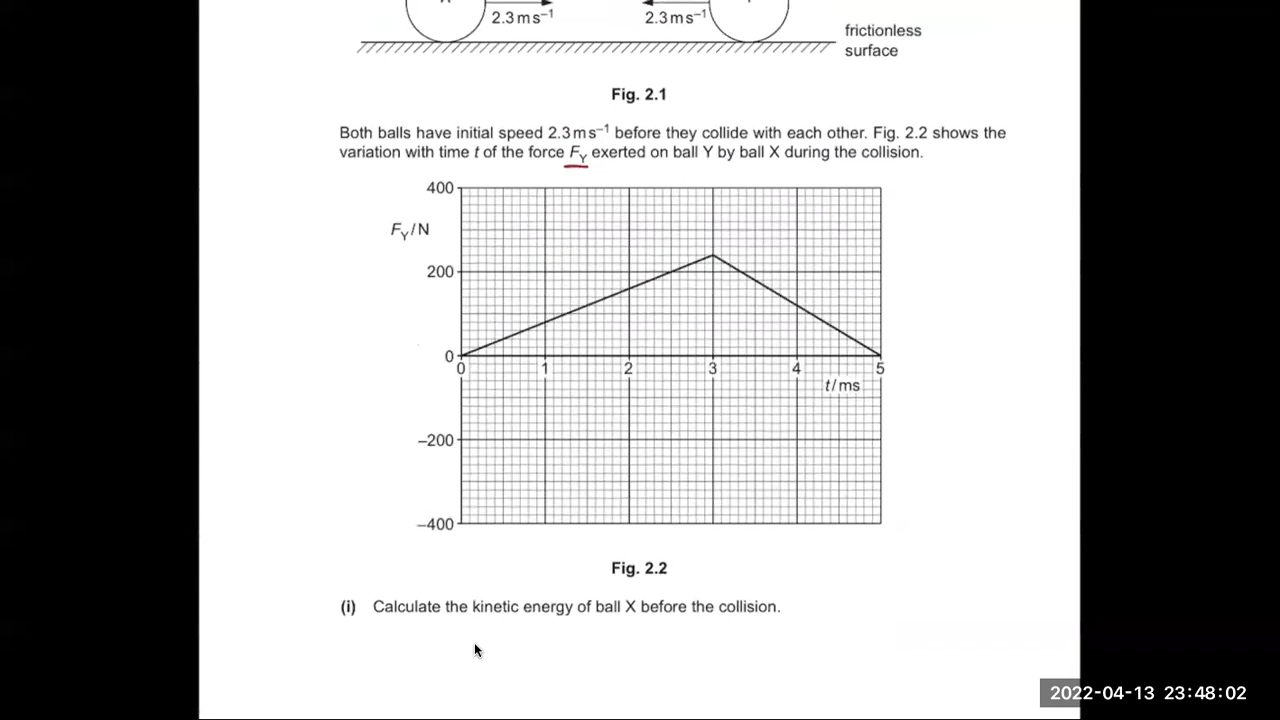 2.3 m s⁻¹ 2.3 m s⁻¹
frictionless
surface
Fig. 2.1
Both balls have initial speed 2.3 m s⁻¹ before they collide with each other. Fig. 2.2 shows the
variation with time t of the force F_Y exerted on ball Y by ball X during the collision.
400
F_Y / N
200
0
0 1 2 3 4 5
t / ms
–200
–400
Fig. 2.2
(i) Calculate the kinetic energy of ball X before the collision.
2022-04-13 23:48:02